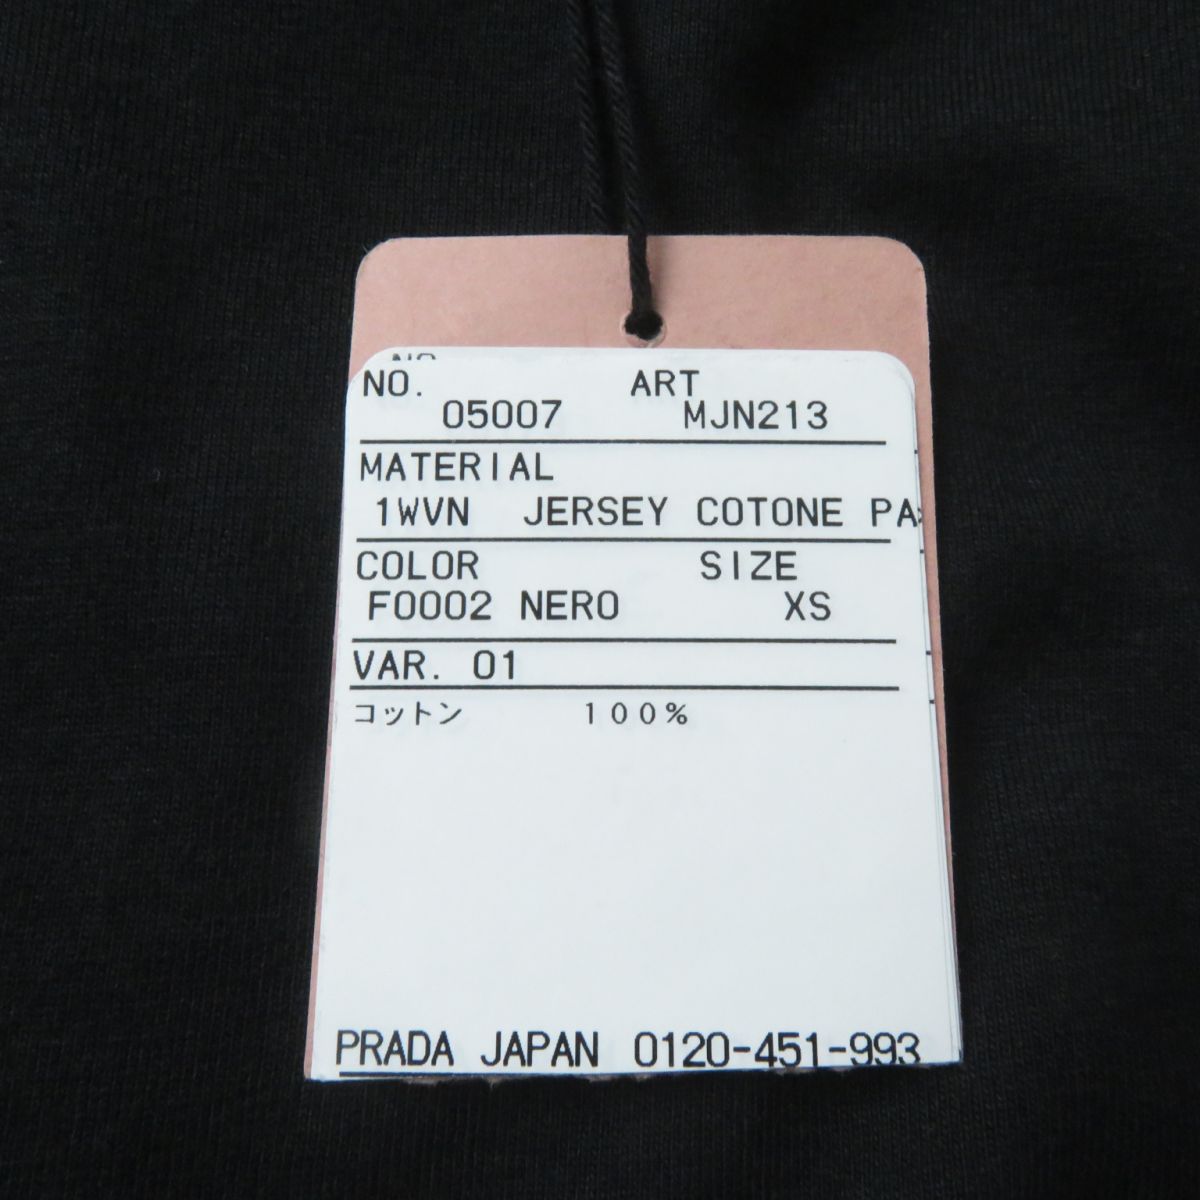 NO. ART
05007 MJN213
MATERIAL
1WVN JERSEY COTONE PA
COLOR SIZE
F0002 NERO XS
VAR. 01
コットン 100%
PRADA JAPAN 0120-451-993